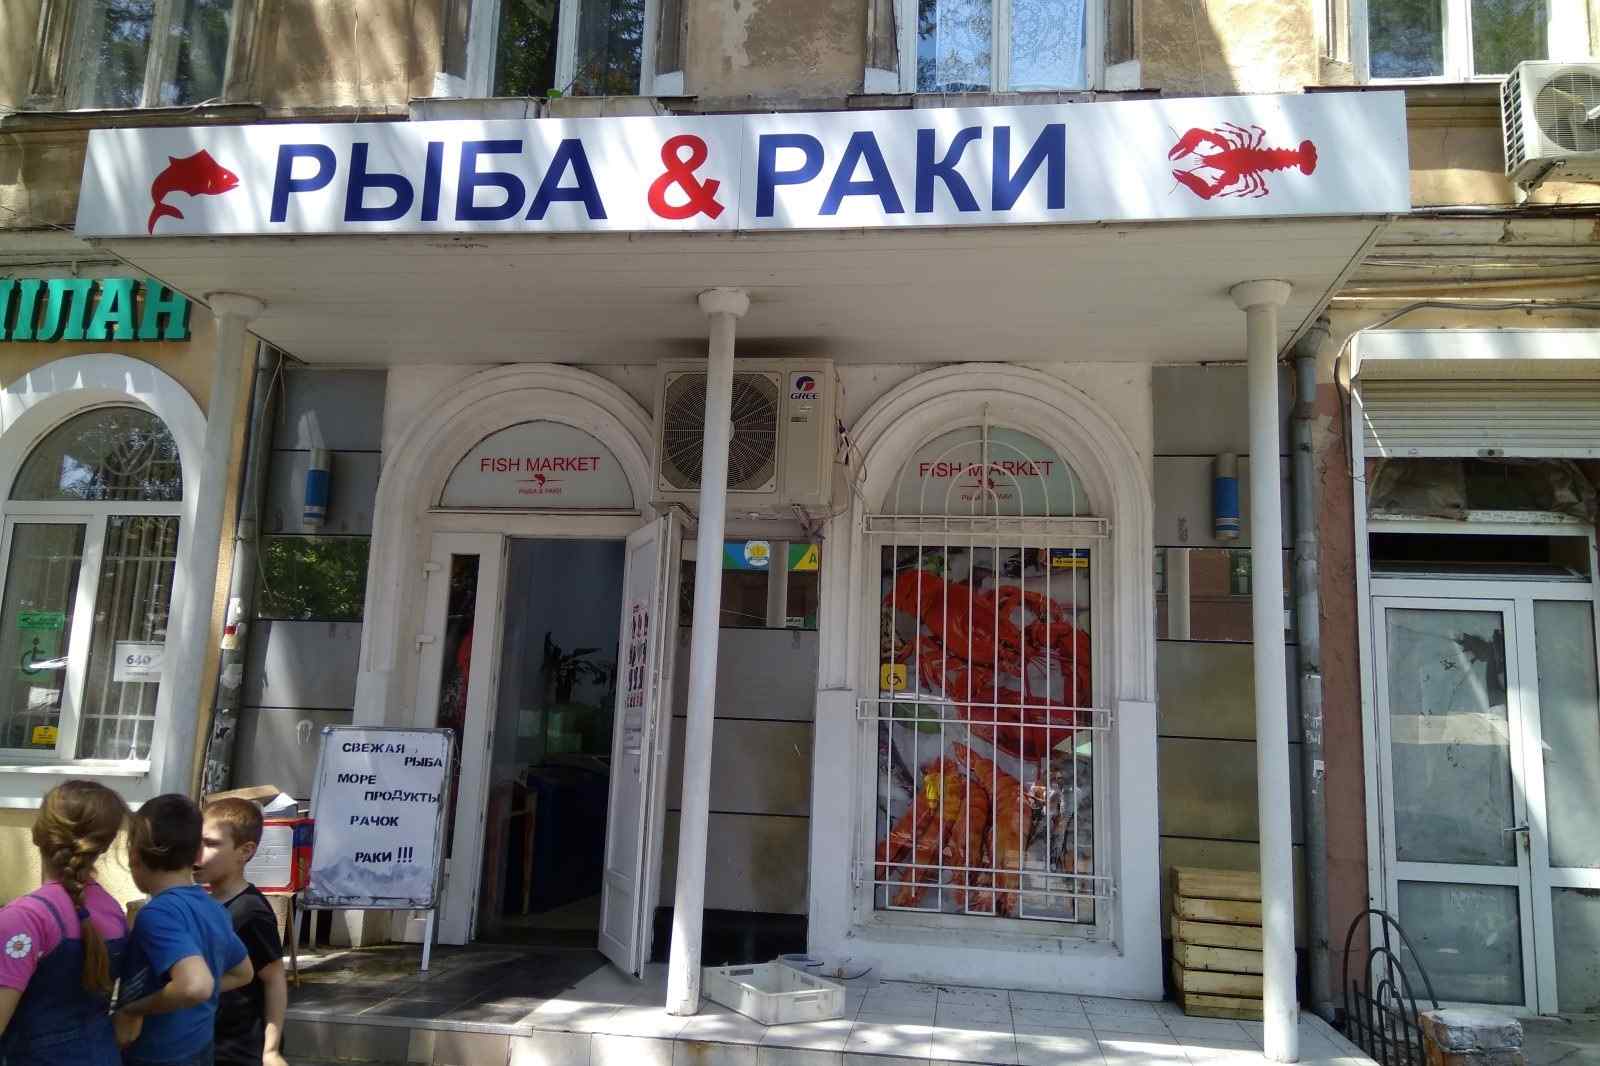 РЫБА & РАКИ
ПЛАН
FISH MARKET
РЫБА & РАКИ
GREE
FISH MARKET
РЫБА & РАКИ
640
СВЕЖАЯ
РЫБА
МОРЕ
ПРОДУКТЫ
РАЧОК
РАКИ !!!